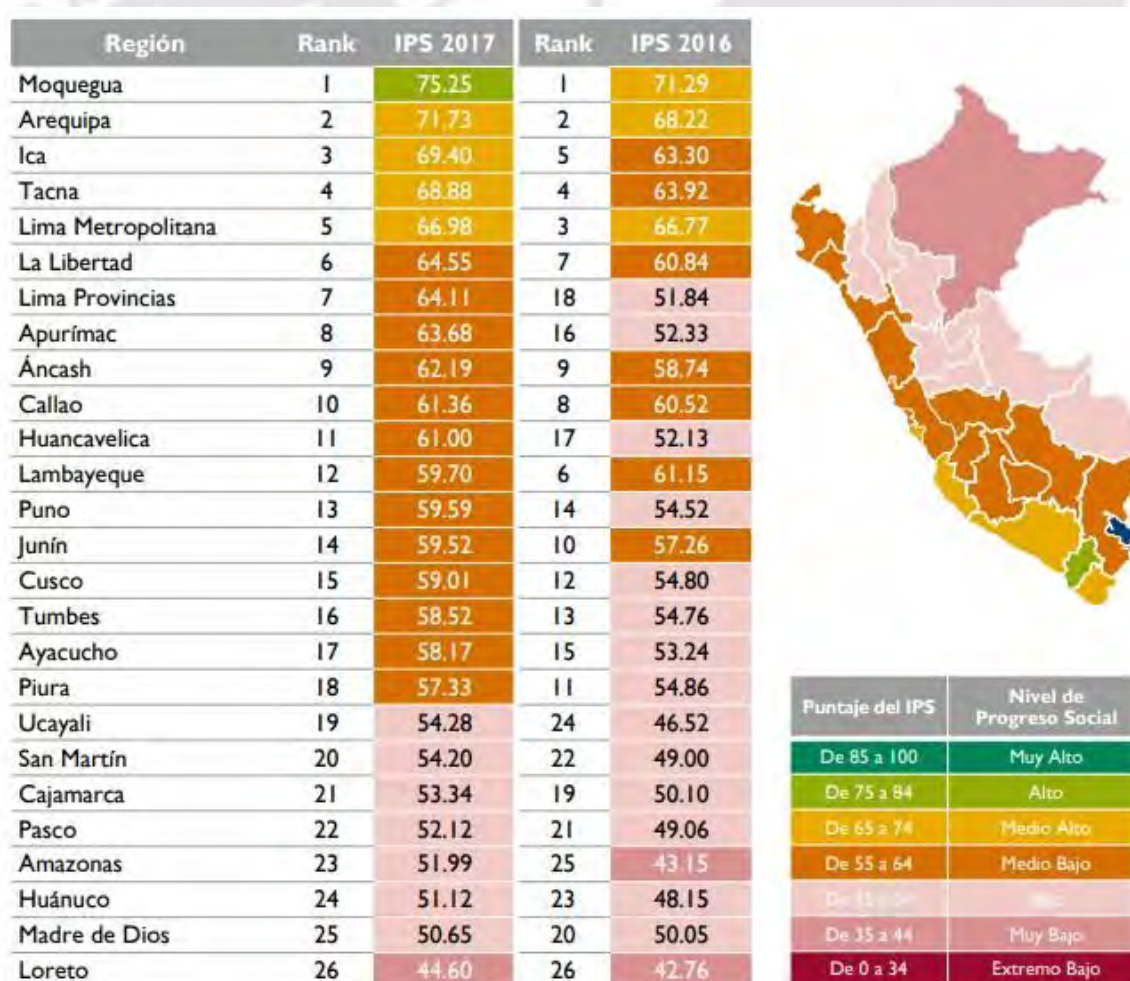 Región Rank IPS 2017 Rank IPS 2016
Moquegua 1 75.25 1 71.29
Arequipa 2 71.73 2 68.22
Ica 3 69.40 5 63.30
Tacna 4 68.88 4 63.92
Lima Metropolitana 5 66.98 3 66.77
La Libertad 6 64.55 7 60.84
Lima Provincias 7 64.11 18 51.84
Apurímac 8 63.68 16 52.33
Áncash 9 62.19 9 58.74
Callao 10 61.36 8 60.52
Huancavelica 11 61.00 17 52.13
Lambayeque 12 59.70 6 61.15
Puno 13 59.59 14 54.52
Junín 14 59.52 10 57.26
Cusco 15 59.01 12 54.80
Tumbes 16 58.52 13 54.76
Ayacucho 17 58.17 15 53.24
Piura 18 57.33 11 54.86
Ucayali 19 54.28 24 46.52
San Martín 20 54.20 22 49.00
Cajamarca 21 53.34 19 50.10
Pasco 22 52.12 21 49.06
Amazonas 23 51.99 25 43.15
Huánuco 24 51.12 23 48.15
Madre de Dios 25 50.65 20 50.05
Loreto 26 44.60 26 42.76
Puntaje del IPS Nivel de
Progreso Social
De 85 a 100 Muy Alto
De 75 a 84 Alto
De 65 a 74 Medio Alto
De 55 a 64 Medio Bajo
De 35 a 44 Muy Bajo
De 0 a 34 Extremo Bajo